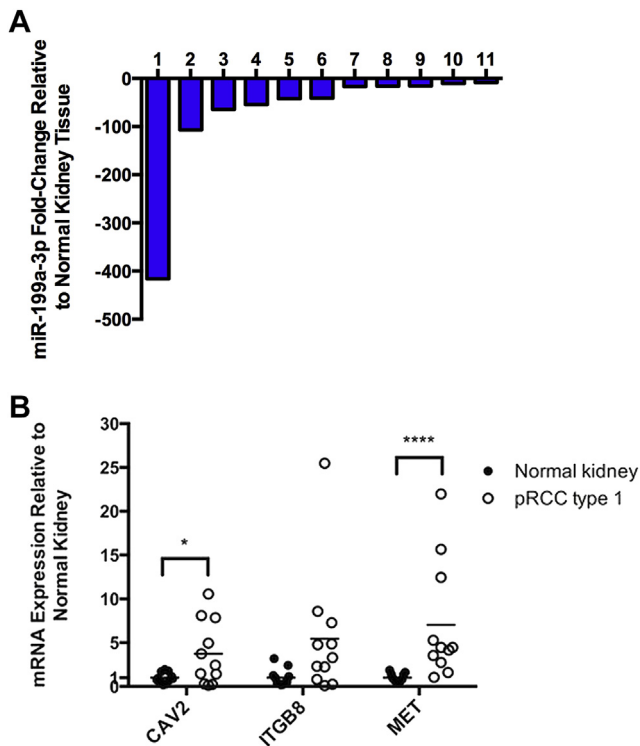 A
miR-199a-3p Fold-Change Relative
to Normal Kidney Tissue
1 2 3 4 5 6 7 8 9 10 11
0
-100
-200
-300
-400
-500
B
mRNA Expression Relative to
Normal Kidney
30
25
20
15
10
5
1
0
*
****
Normal kidney
pRCC type 1
CAV2
ITGB8
MET